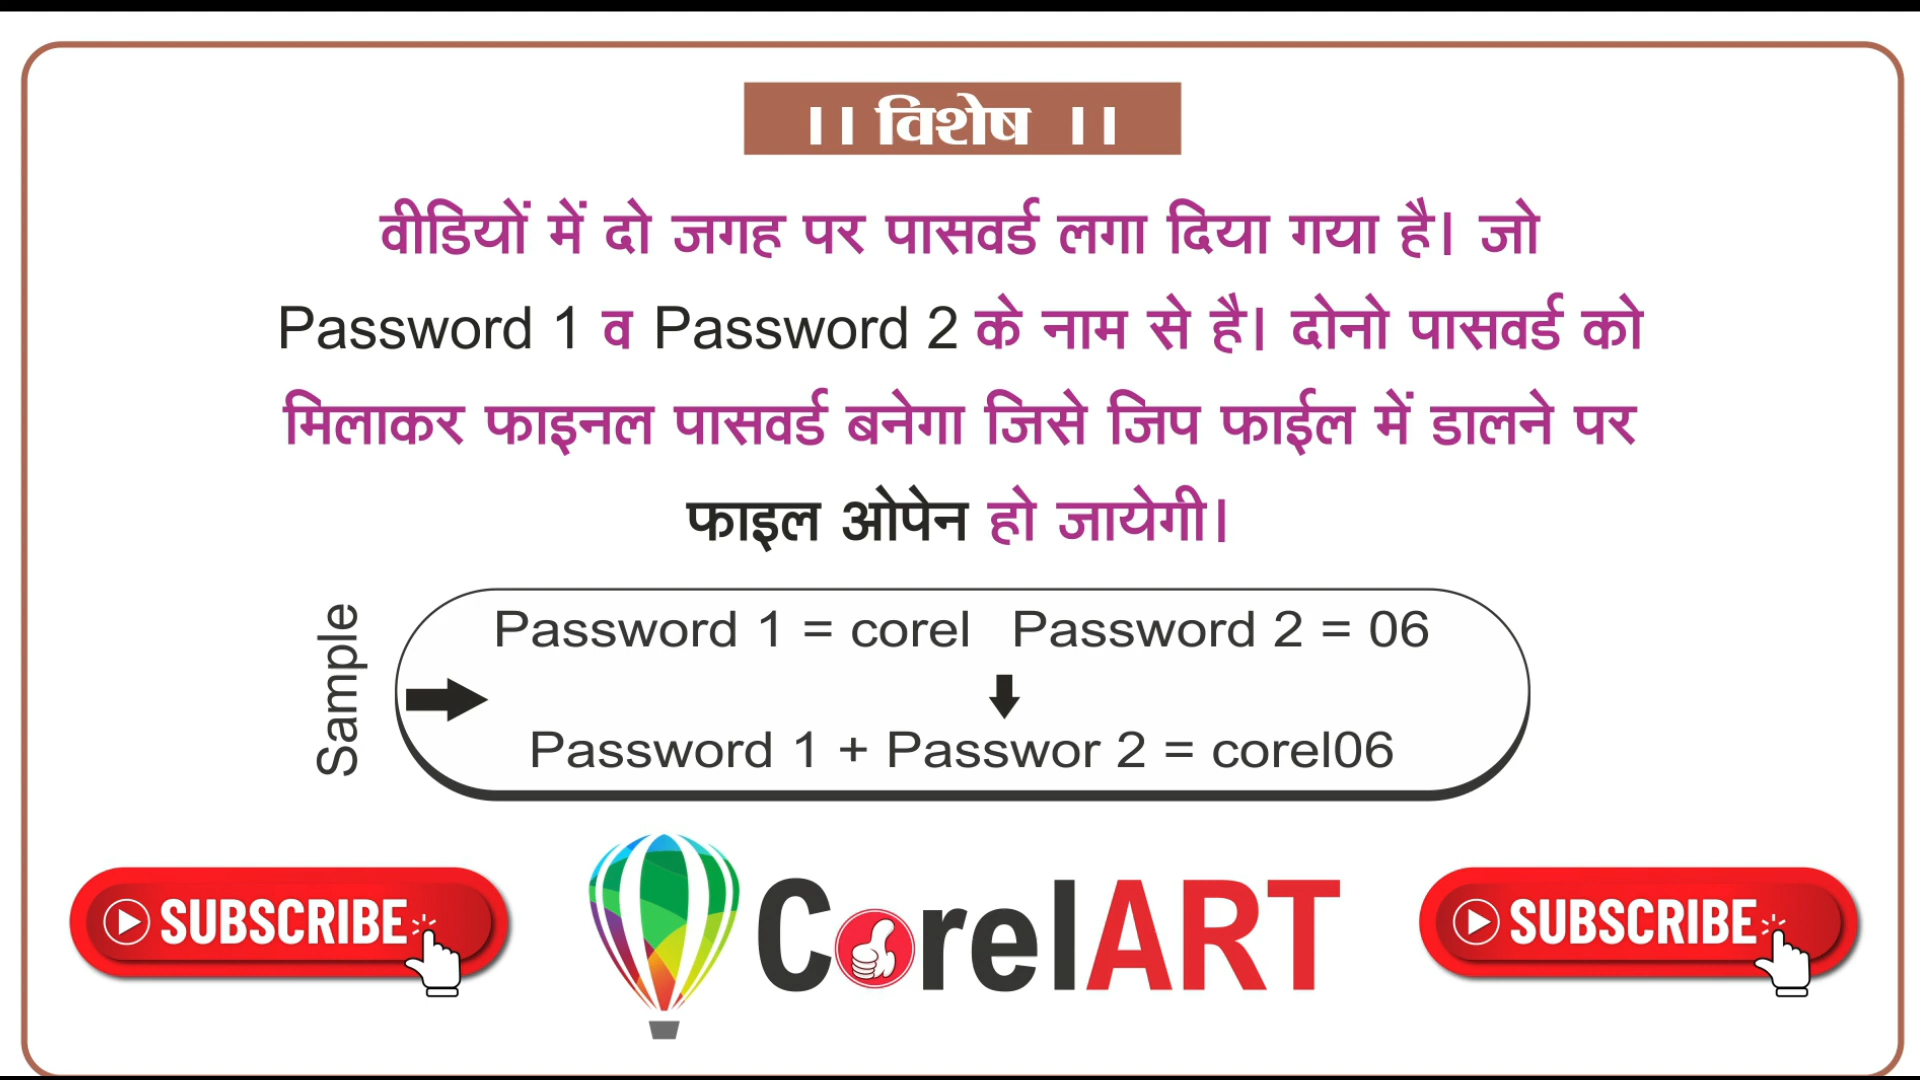 ।। विशेष ।।
वीडियों में दो जगह पर पासवर्ड लगा दिया गया है। जो
Password 1 व Password 2 के नाम से है। दोनो पासवर्ड को
मिलाकर फाइनल पासवर्ड बनेगा जिसे जिप फाईल में डालने पर
फाइल ओपेन हो जायेगी।
Sample
Password 1 = corel Password 2 = 06
Password 1 + Passwor 2 = corel06
SUBSCRIBE
CorelART
SUBSCRIBE